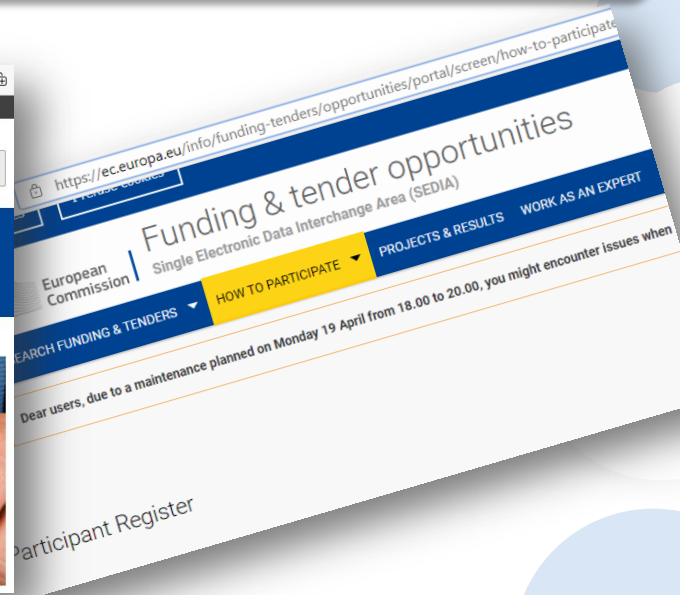 https://ec.europa.eu/info/funding-tenders/opportunities/portal/screen/how-to-participate
European
Commission
Funding & tender opportunities
Single Electronic Data Interchange Area (SEDIA)
FUNDING & TENDERS
HOW TO PARTICIPATE
PROJECTS & RESULTS
WORK AS AN EXPERT
Dear users, due to a maintenance planned on Monday 19 April from 18.00 to 20.00, you might encounter issues when
Participant Register